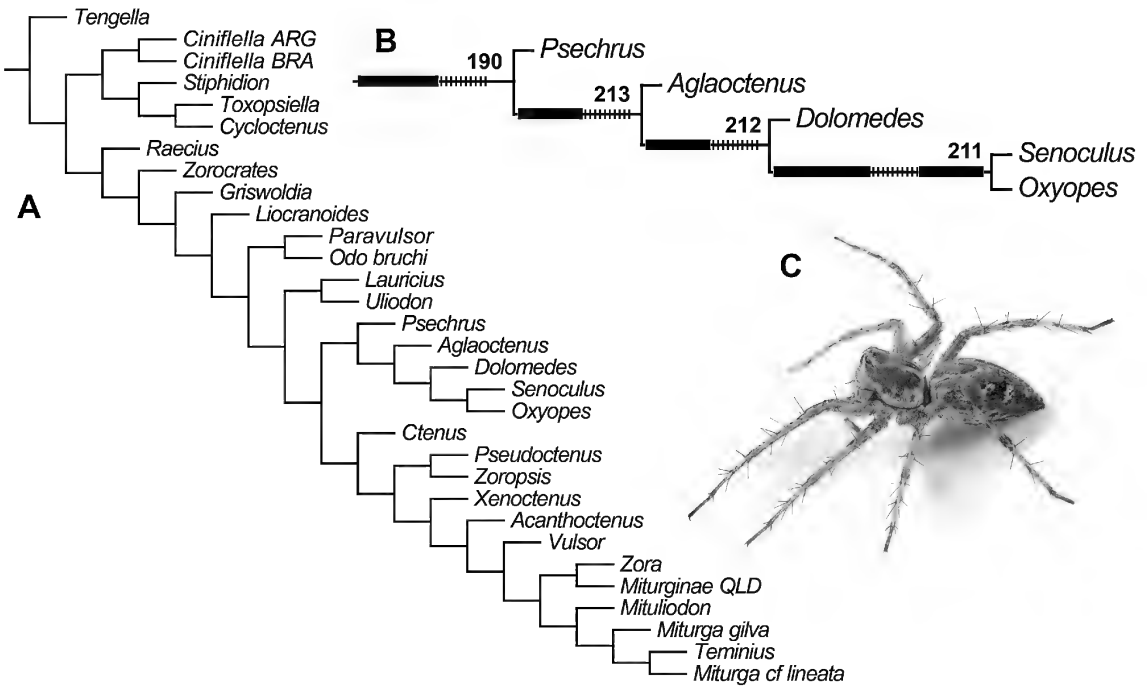 Tengella
Ciniflella ARG
Ciniflella BRA
Stiphidion
Toxopsiella
Cycloctenus
Raecius
Zorocrates
A
Griswoldia
Liocranoides
Paravulsor
Odo bruchi
Lauricius
Uliodon
Psechrus
Aglaoctenus
Dolomedes
Senoculus
Oxyopes
Ctenus
Pseudoctenus
Zoropsis
Xenoctenus
Acanthoctenus
Vulsor
Zora
Miturginae QLD
Mituliodon
Miturga gilva
Teminius
Miturga cf lineata
B
190
Psechrus
213
Aglaoctenus
212
Dolomedes
211
Senoculus
Oxyopes
C